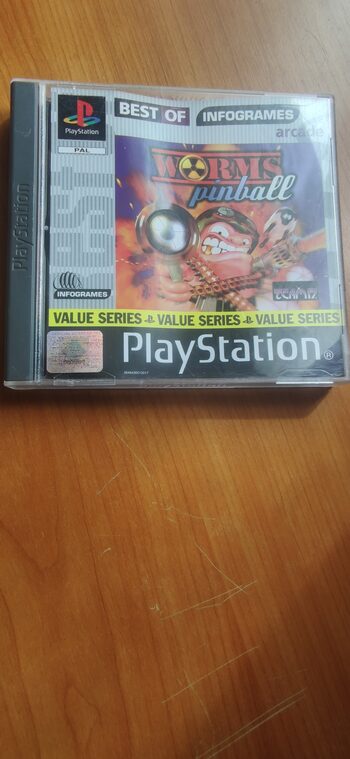 BEST OF INFOGRAMES
arcade
PlayStation
PAL
WORMS
pinball
PlayStation
INFOGRAMES
TEAM17
VALUE SERIES VALUE SERIES VALUE SERIES
PlayStation®